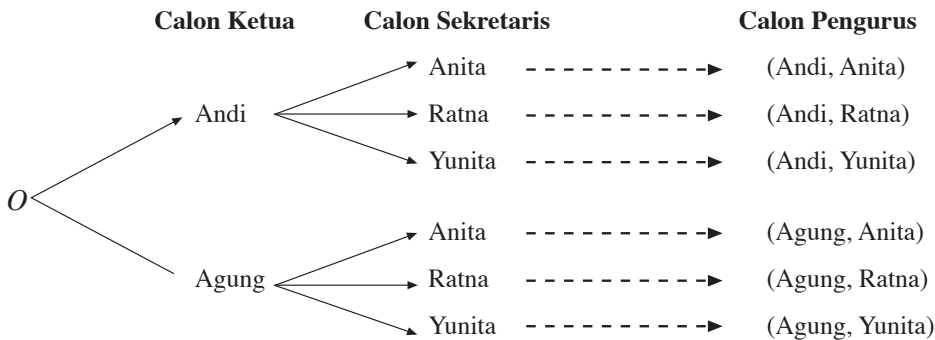 Calon Ketua Calon Sekretaris Calon Pengurus
Anita (Andi, Anita)
Andi Ratna (Andi, Ratna)
Yunita (Andi, Yunita)
O
Anita (Agung, Anita)
Agung Ratna (Agung, Ratna)
Yunita (Agung, Yunita)